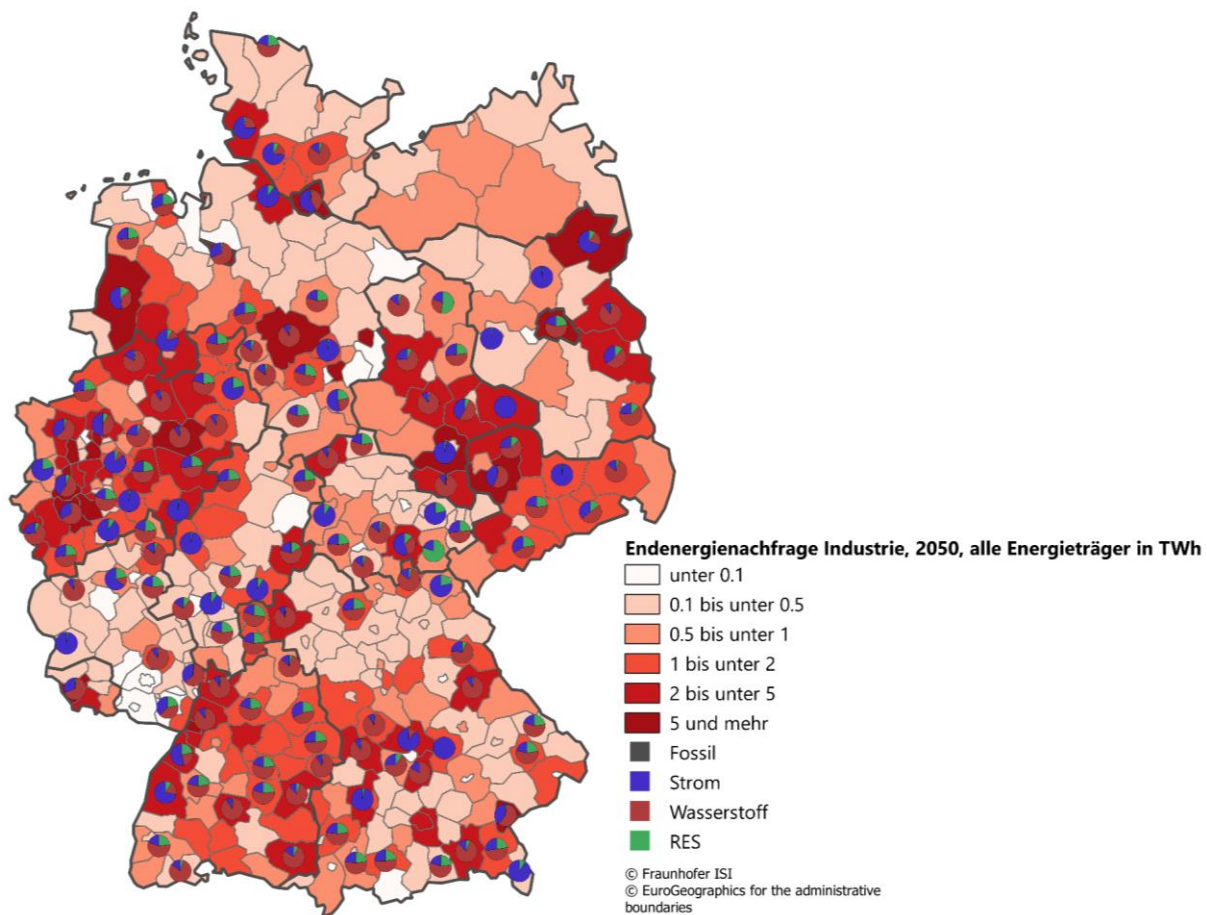 Endenergienachfrage Industrie, 2050, alle Energieträger in TWh
unter 0.1
0.1 bis unter 0.5
0.5 bis unter 1
1 bis unter 2
2 bis unter 5
5 und mehr
Fossil
Strom
Wasserstoff
RES
© Fraunhofer ISI
© EuroGeographics for the administrative
boundaries